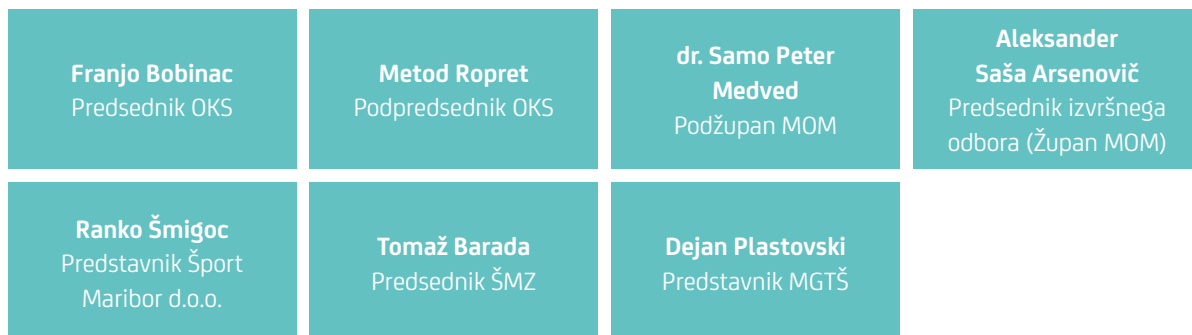 Franjo Bobinac
Predsednik OKS
Metod Ropret
Podpredsednik OKS
dr. Samo Peter
Medved
Podžupan MOM
Aleksander
Saša Arsenovič
Predsednik izvršnega
odbora (Župan MOM)
Ranko Šmigoc
Predstavnik Šport
Maribor d.o.o.
Tomaž Barada
Predsednik ŠMZ
Dejan Plastovski
Predstavnik MGTŠ